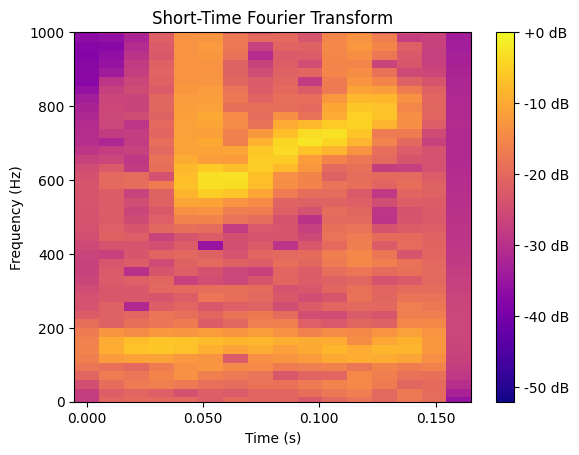 Short-Time Fourier Transform
1000
800
600
400
200
0
Frequency (Hz)
0.000
0.050
0.100
0.150
Time (s)
+0 dB
-10 dB
-20 dB
-30 dB
-40 dB
-50 dB